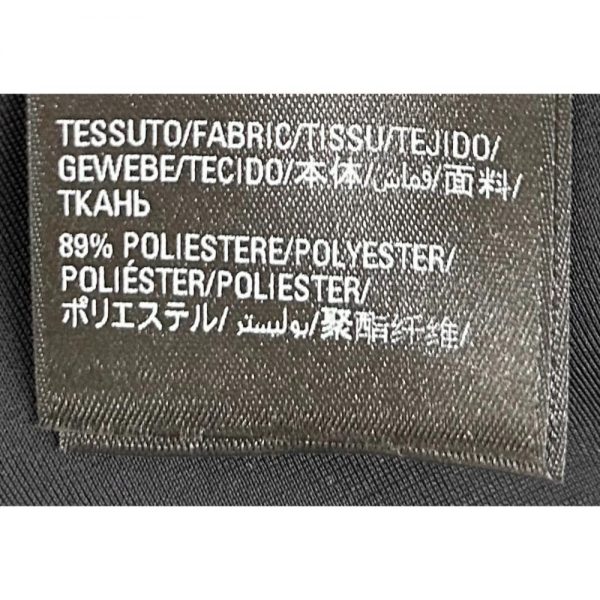 TESSUTO/FABRIC/TISSU/TEJIDO/
GEWEBE/TECIDO/本体/قماش/面料/
ТКАНЬ
89% POLIESTERE/POLYESTER/
POLIÉSTER/POLIESTER/
ポリエステル/بوليستر/聚酯纤维/